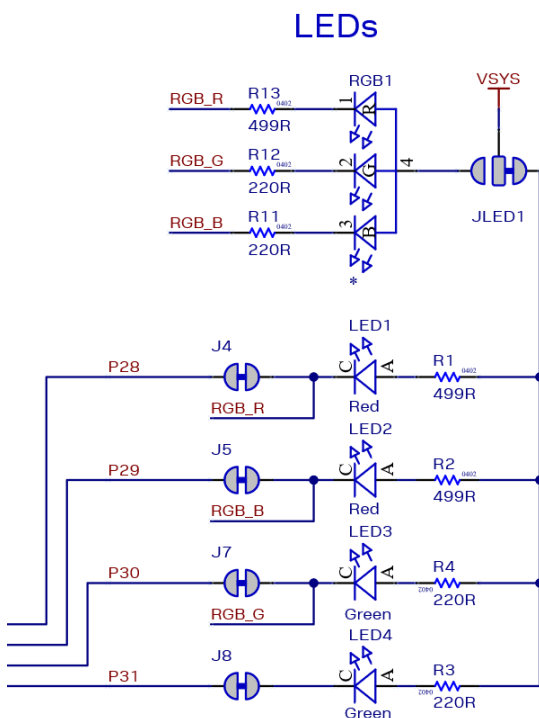 LEDs
RGB1
VSYS
RGB_R
R13
0402
499R
1
R
RGB_G
R12
0402
220R
2
G
4
RGB_B
R11
0402
220R
3
B
JLED1
*
LED1
P28
J4
C
A
R1
0402
499R
RGB_R
Red
LED2
P29
J5
C
A
R2
0402
499R
RGB_B
Red
LED3
P30
J7
C
A
R4
0402
220R
RGB_G
Green
LED4
P31
J8
C
A
R3
0402
220R
Green